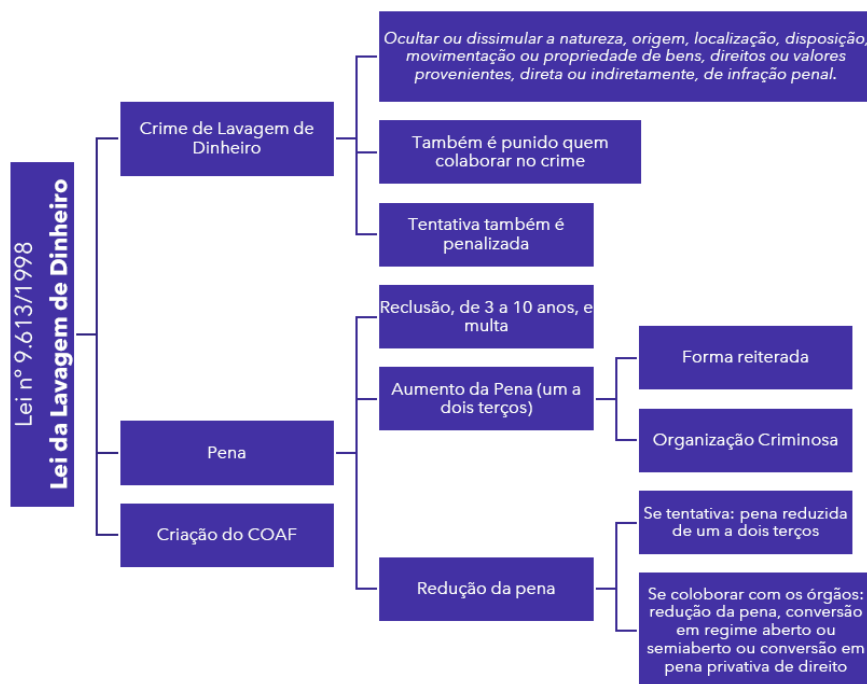 Lei nº 9.613/1998
Lei da Lavagem de Dinheiro
Crime de Lavagem de
Dinheiro
Ocultar ou dissimular a natureza, origem, localização, disposição,
movimentação ou propriedade de bens, direitos ou valores
provenientes, direta ou indiretamente, de infração penal.
Também é punido quem
colaborar no crime
Tentativa também é
penalizada
Pena
Reclusão, de 3 a 10 anos, e
multa
Aumento da Pena (um a
dois terços)
Forma reiterada
Organização Criminosa
Redução da pena
Se tentativa: pena reduzida
de um a dois terços
Se coloborar com os órgãos:
redução da pena, conversão
em regime aberto ou
semiaberto ou conversão em
pena privativa de direito
Criação do COAF